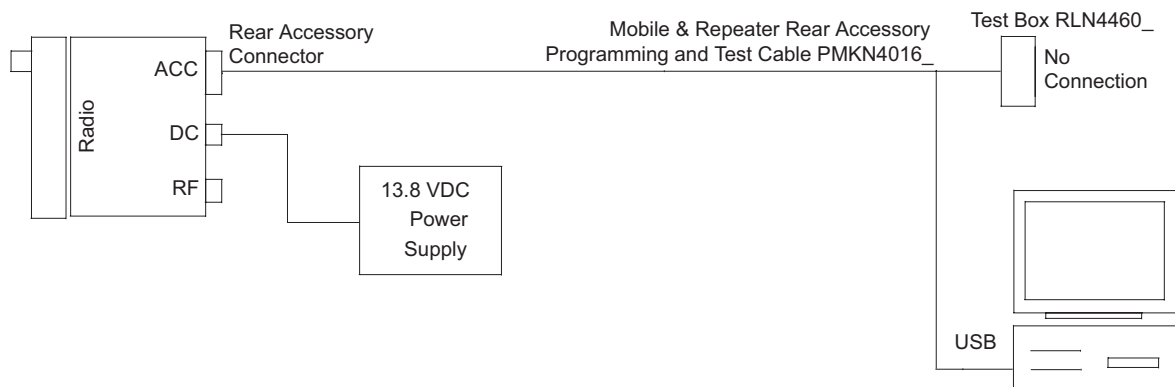 Rear Accessory
Connector
Mobile & Repeater Rear Accessory
Programming and Test Cable PMKN4016_
Test Box RLN4460_
No
Connection
ACC
DC
RF
Radio
13.8 VDC
Power
Supply
USB